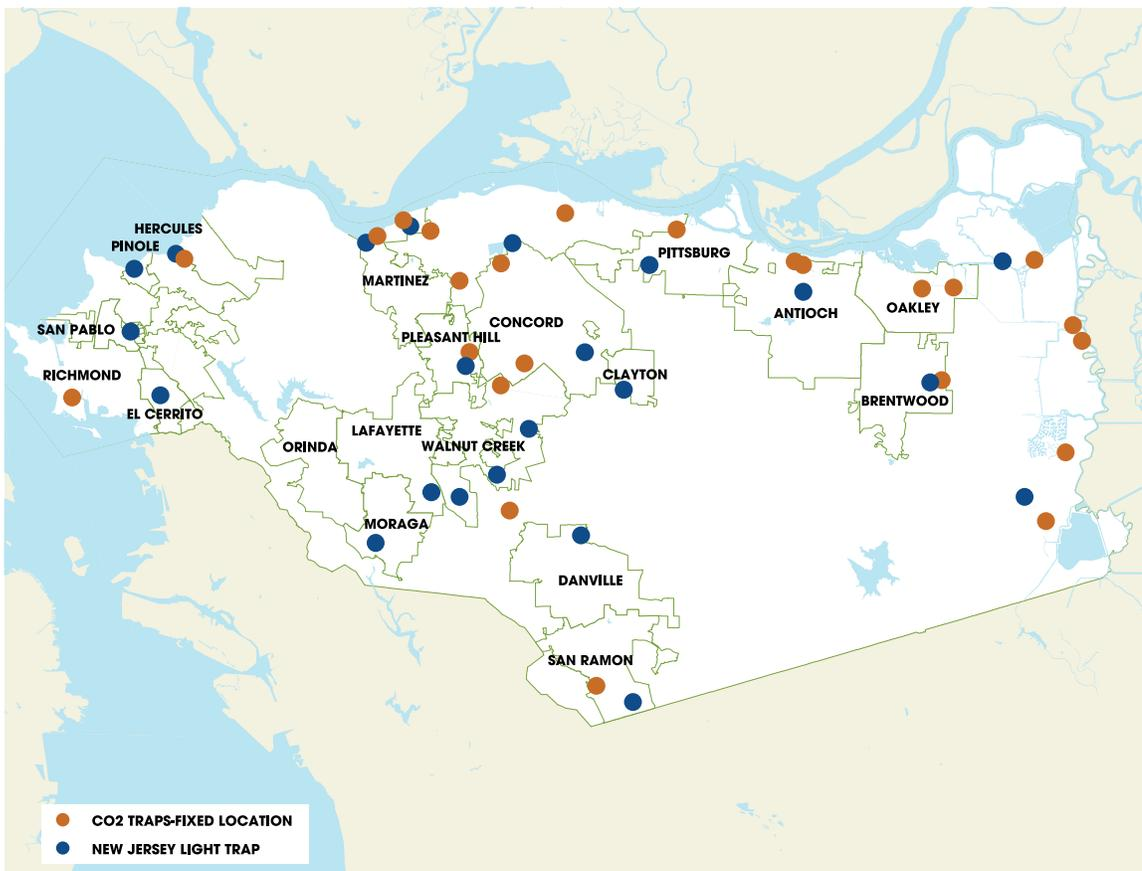 HERCULES
PINOLE
PITTSBURG
MARTINEZ
OAKLEY
ANTIOCH
CONCORD
SAN PABLO
PLEASANT HILL
RICHMOND
CLAYTON
BRENTWOOD
EL CERRITO
LAFAYETTE
ORINDA
WALNUT CREEK
MORAGA
DANVILLE
SAN RAMON
CO2 TRAPS-FIXED LOCATION
NEW JERSEY LIGHT TRAP